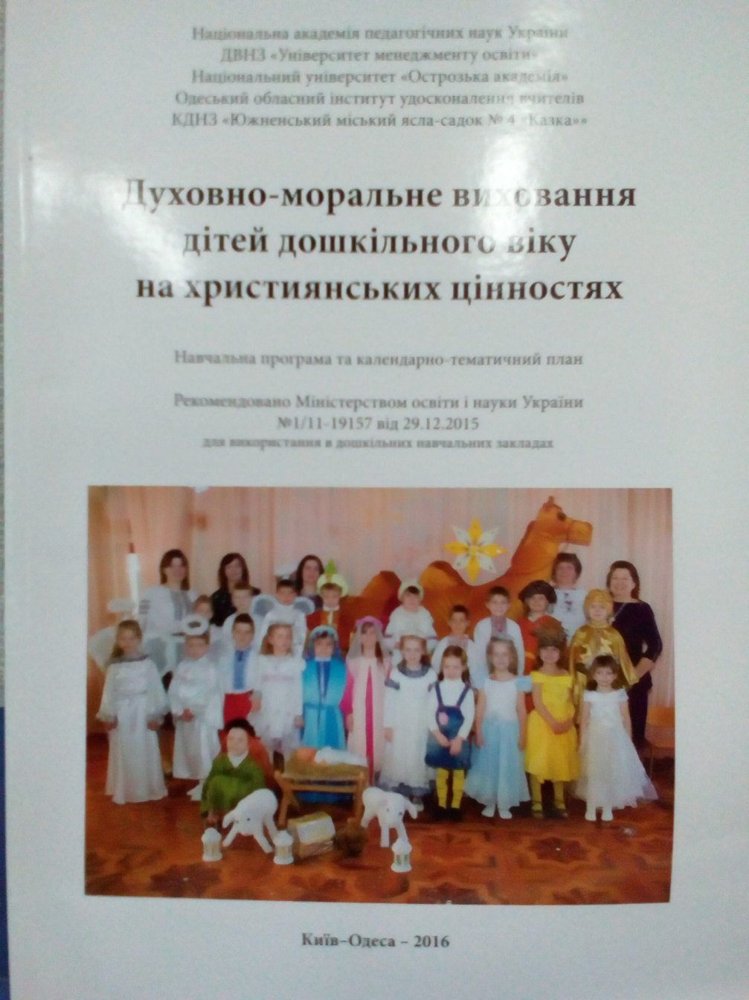 Національна академія педагогічних наук України
ДВНЗ «Університет менеджменту освіти»
Національний університет «Острозька академія»
Одеський обласний інститут удосконалення вчителів
КДНЗ «Южненський міський ясла-садок № 4 «Казка»»
Духовно-моральне виховання
дітей дошкільного віку
на християнських цінностях
Навчальна програма та календарно-тематичний план
Рекомендовано Міністерством освіти і науки України
№1/11-19157 від 29.12.2015
для використання в дошкільних навчальних закладах
Київ–Одеса – 2016